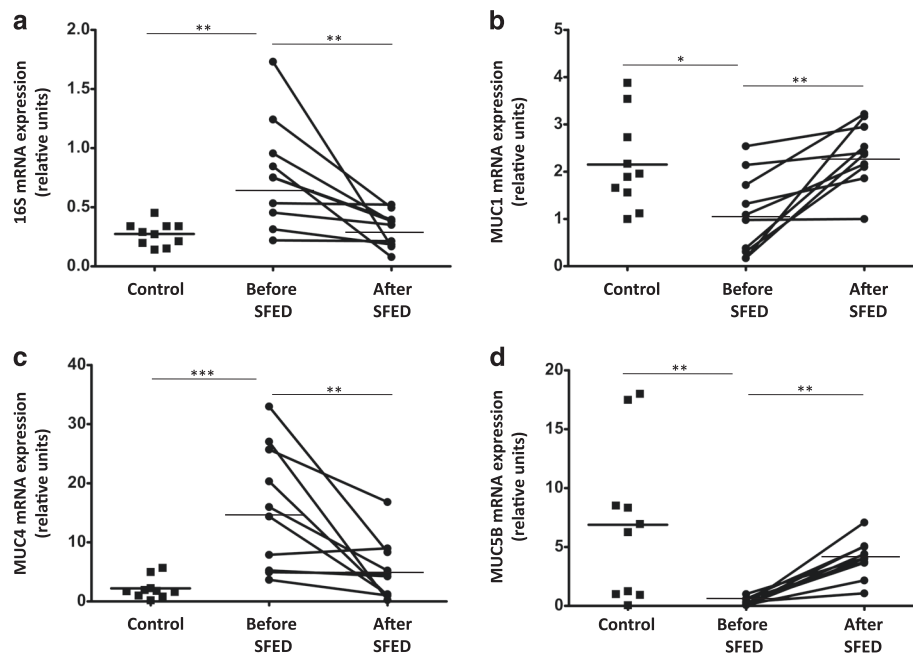 a
16S mRNA expression
(relative units)
2.0
1.5
1.0
0.5
0.0
**
**
Control
Before
SFED
After
SFED
b
MUC1 mRNA expression
(relative units)
5
4
3
2
1
0
*
**
Control
Before
SFED
After
SFED
c
MUC4 mRNA expression
(relative units)
40
30
20
10
0
***
**
Control
Before
SFED
After
SFED
d
MUC5B mRNA expression
(relative units)
20
15
10
5
0
**
**
Control
Before
SFED
After
SFED